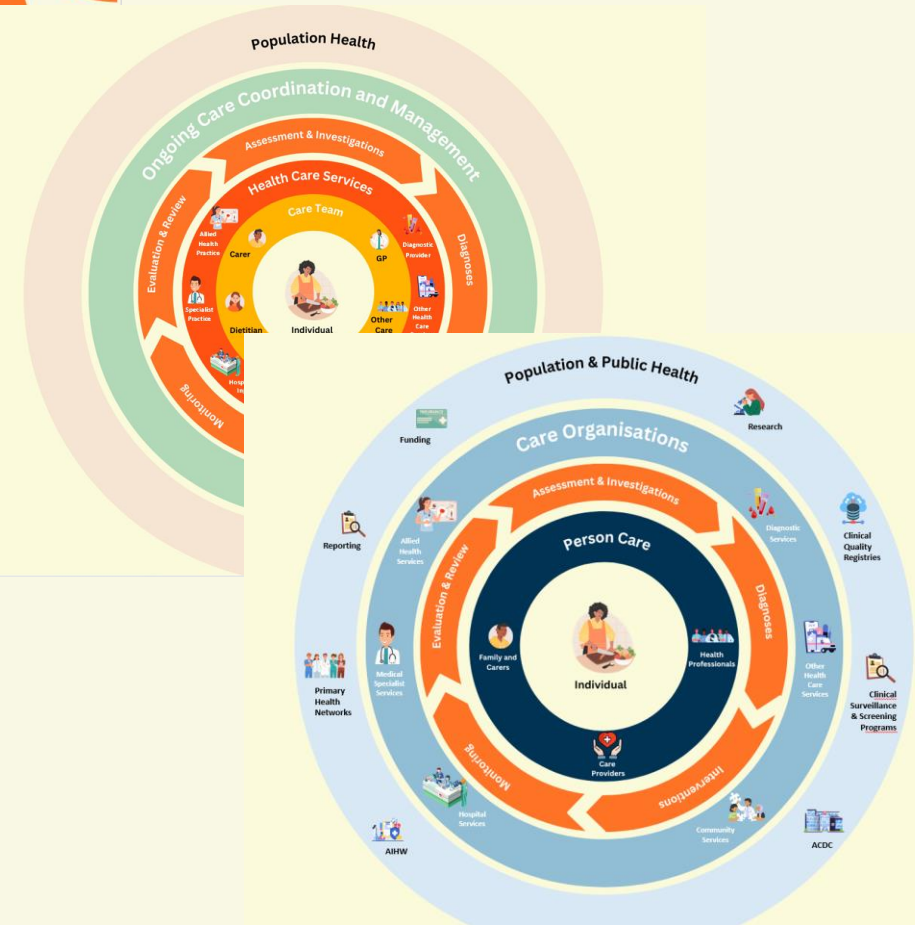 Population Health
Ongoing Care Coordination and Management
Assessment & Investigations
Health Care Services
Care Team
Evaluation & Review
Diagnoses
Allied
Health
Practice
Carer
GP
Diagnostic
Provider
Specialist
Practice
Dietitian
Individual
Other
Care
Other
Health
Care
Monitoring
Population & Public Health
Funding
Research
Care Organisations
Assessment & Investigations
Reporting
Allied
Health
Services
Evaluation & Review
Person Care
Diagnostic
Services
Clinical
Quality
Registries
Diagnoses
Family and
Carers
Individual
Health
Professionals
Primary
Health
Networks
Medical
Specialist
Services
Other
Health
Care
Services
Clinical
Surveillance
& Screening
Programs
Care
Providers
Monitoring
Interventions
Hospital
Services
Community
Services
AIHW
ACDC